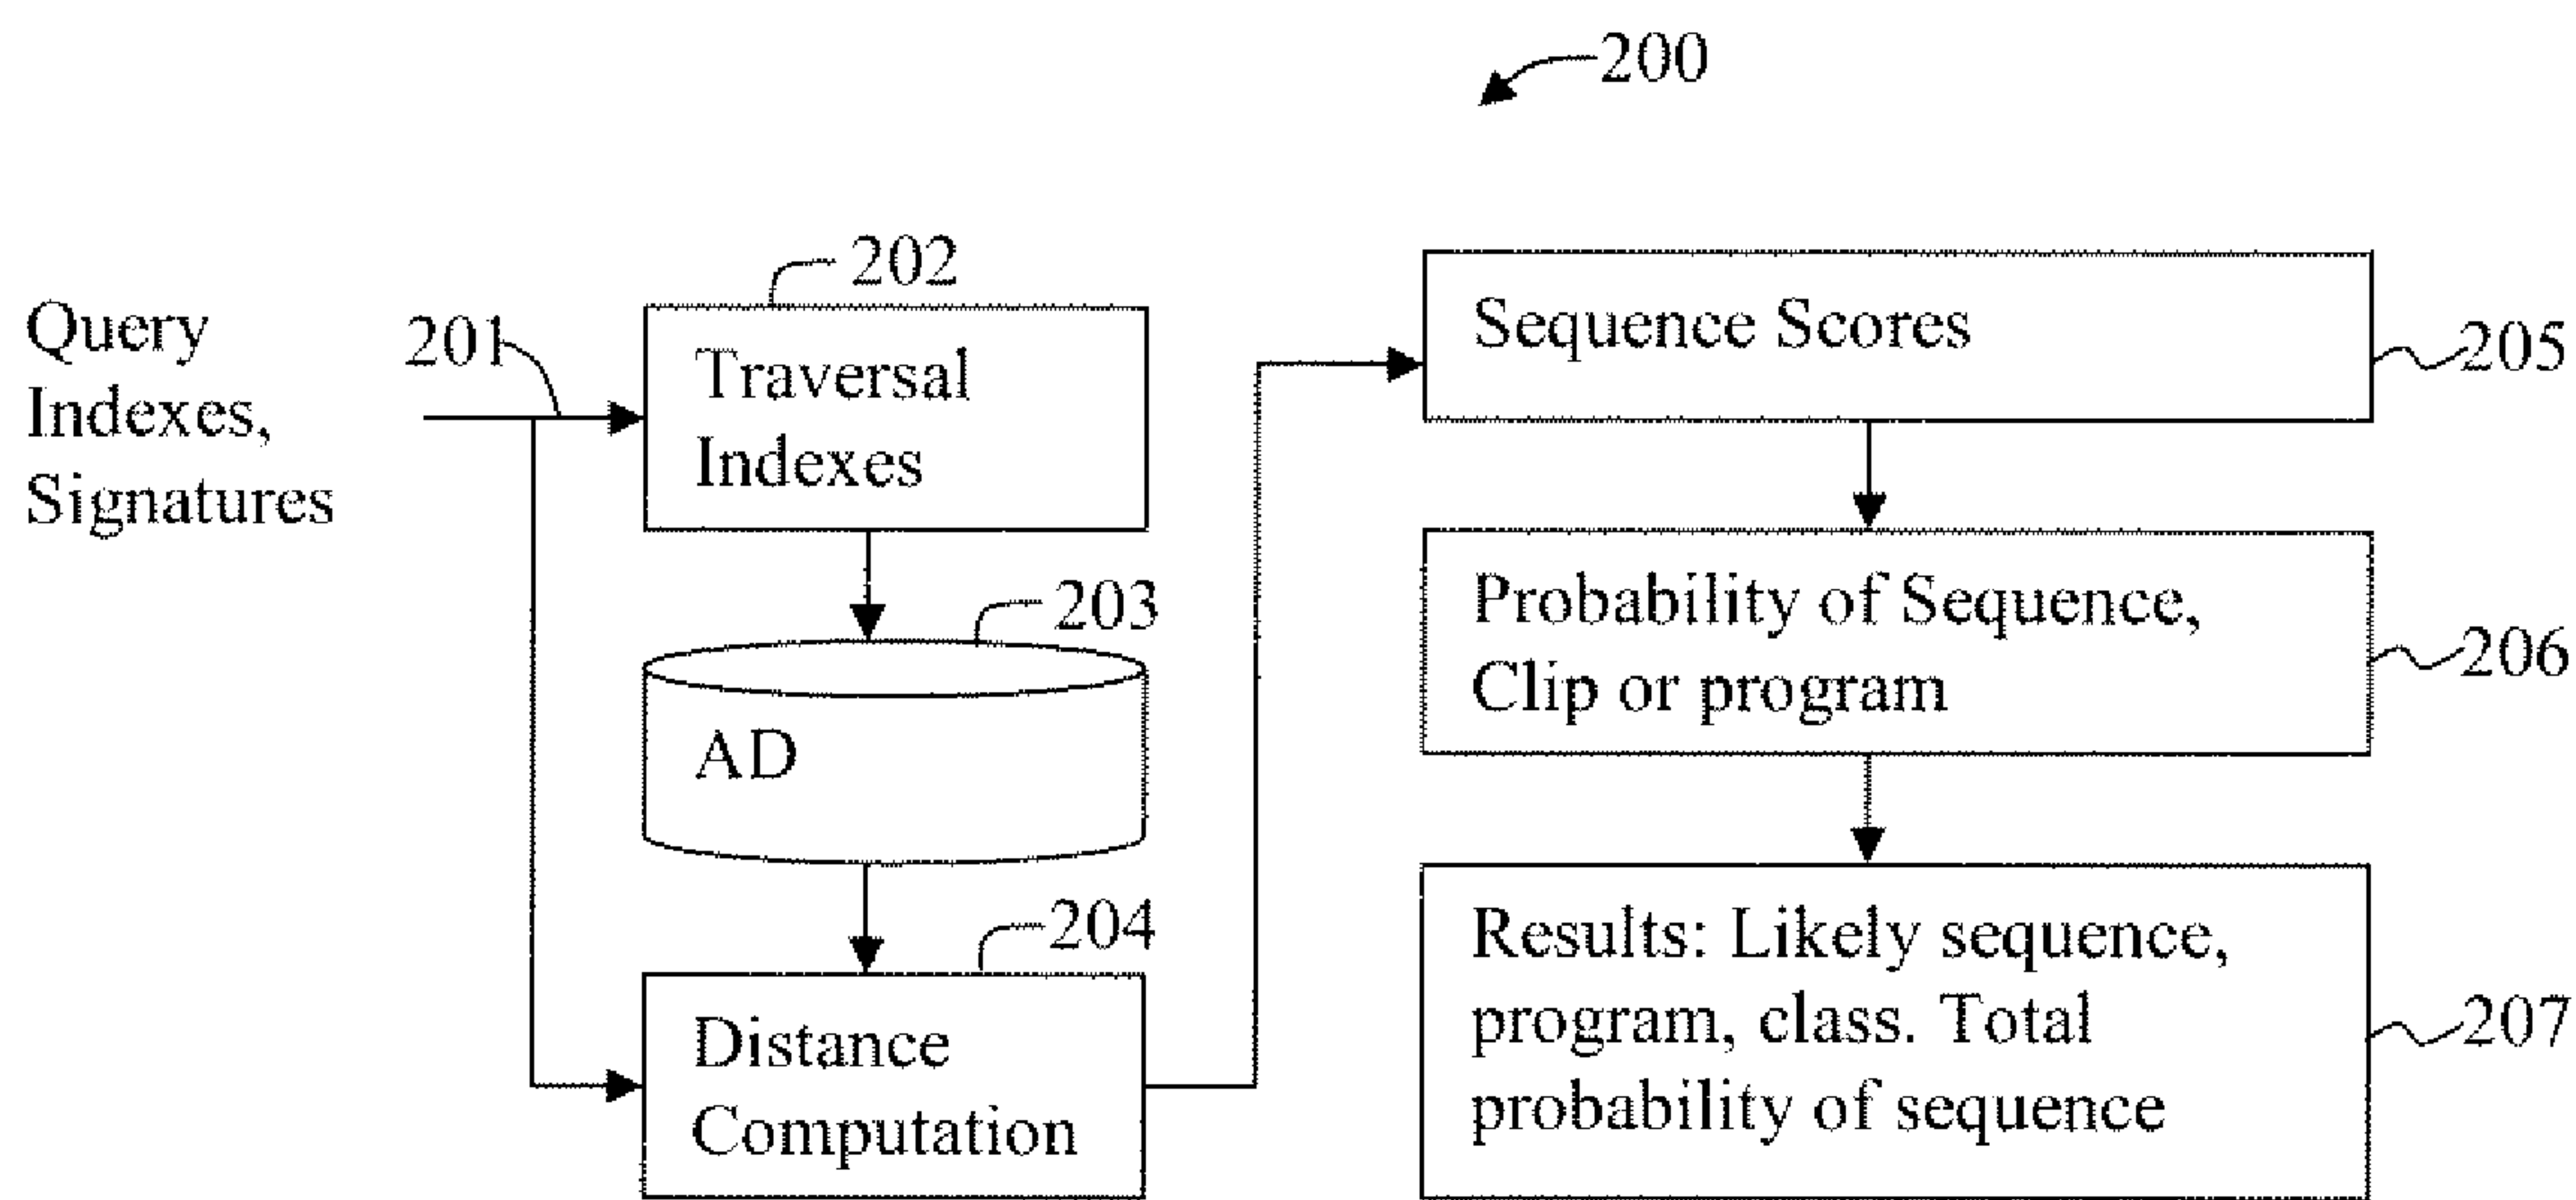 200
Query
Indexes,
Signatures
201
202
Traversal
Indexes
203
AD
204
Distance
Computation
Sequence Scores
205
Probability of Sequence,
Clip or program
206
Results: Likely sequence,
program, class. Total
probability of sequence
207